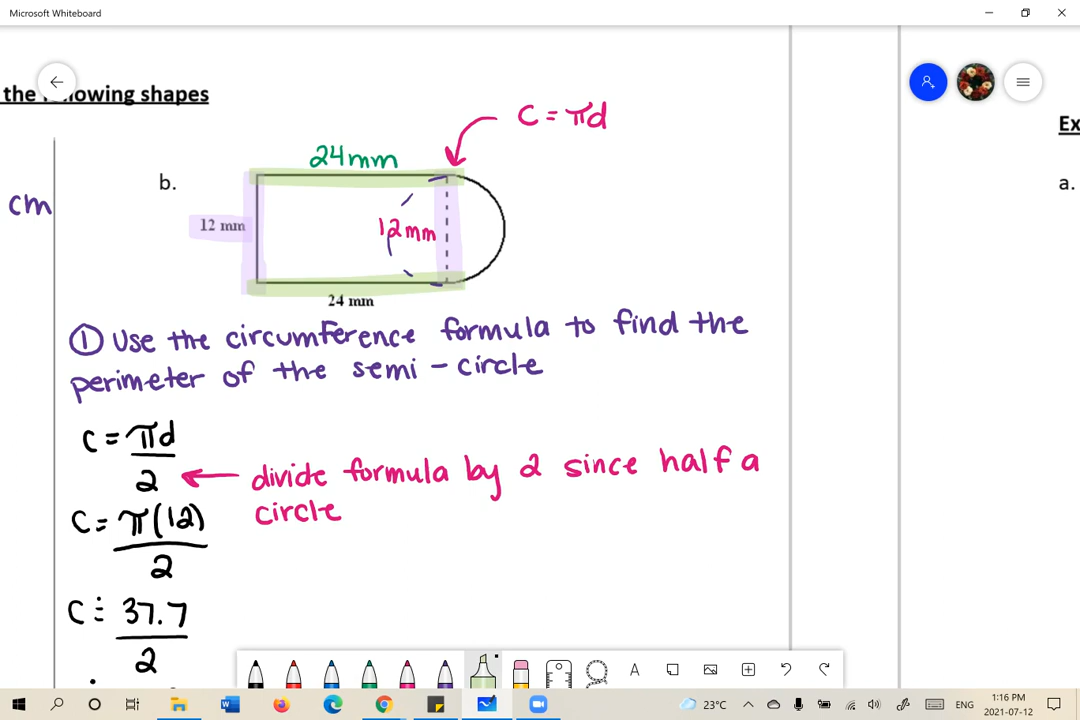 Microsoft Whiteboard
the following shapes
C = πd
24mm
b.
cm
12 mm
12mm
24 mm
① Use the circumference formula to find the
perimeter of the semi - circle
C = πd
2
divide formula by 2 since half a
circle
C = π(12)
2
C ≐ 37.7
2
Ex
a.
A
23°C
ENG
1:16 PM
2021-07-12